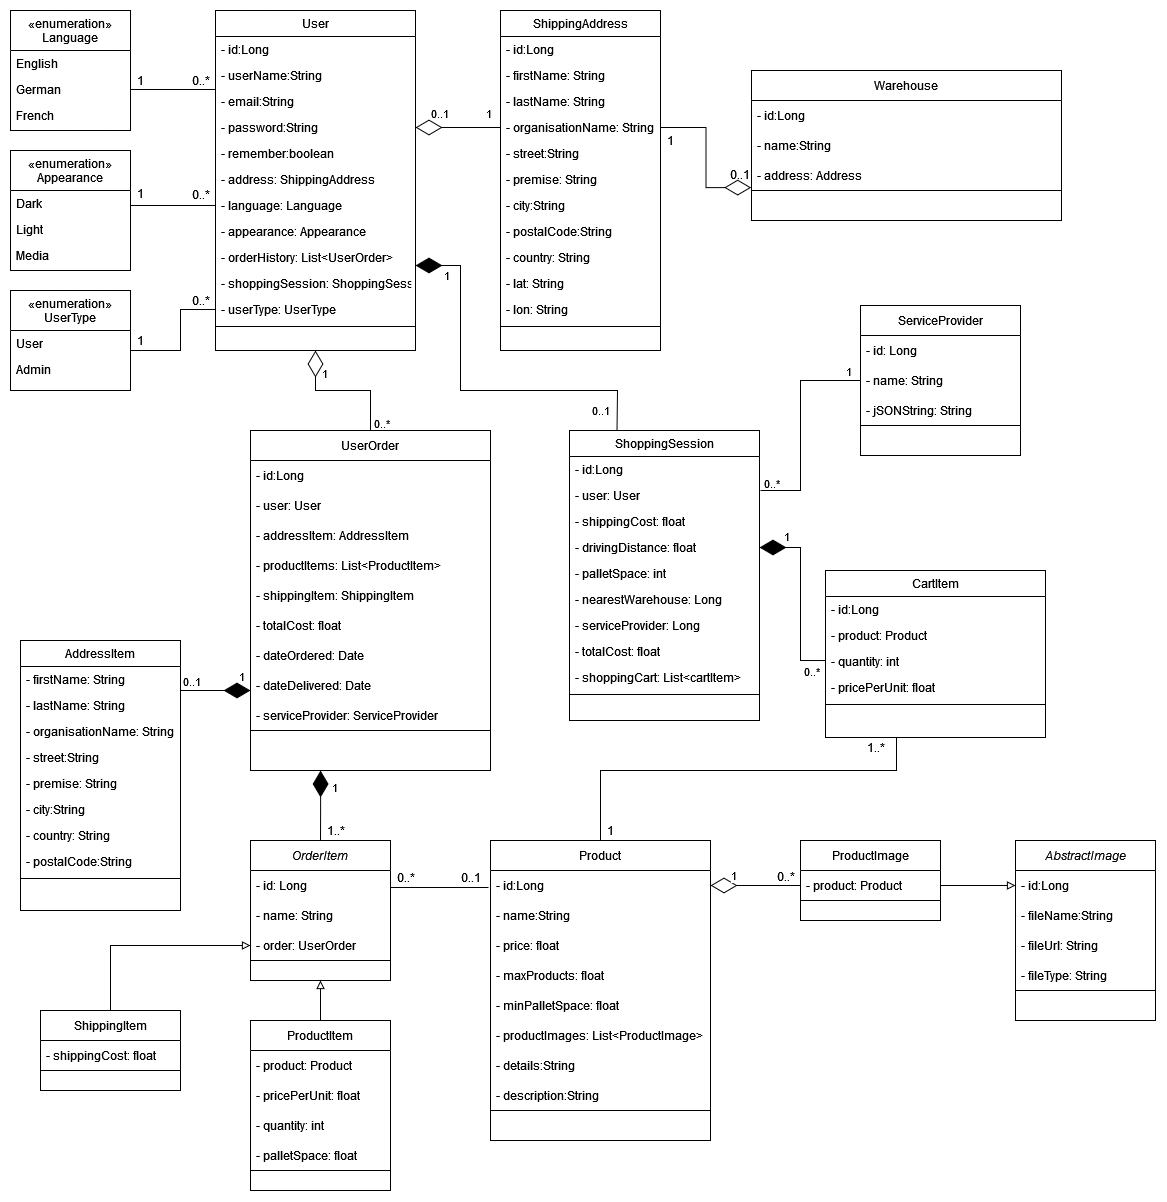 «enumeration»
Language
English
German
French
1
0..*
«enumeration»
Appearance
Dark
Light
Media
1
0..*
«enumeration»
UserType
User
Admin
1
0..*
User
- id:Long
- userName:String
- email:String
- password:String
- remember:boolean
- address: ShippingAddress
- language: Language
- appearance: Appearance
- orderHistory: List<UserOrder>
- shoppingSession: ShoppingSess
- userType: UserType
0..1
1
1
0..1
1
0..*
ShippingAddress
- id:Long
- firstName: String
- lastName: String
- organisationName: String
- street:String
- premise: String
- city:String
- postalCode:String
- country: String
- lat: String
- lon: String
1
0..1
Warehouse
- id:Long
- name:String
- address: Address
ServiceProvider
- id: Long
- name: String
- jSONString: String
1
0..*
UserOrder
- id:Long
- user: User
- addressItem: AddressItem
- productItems: List<ProductItem>
- shippingItem: ShippingItem
- totalCost: float
- dateOrdered: Date
- dateDelivered: Date
- serviceProvider: ServiceProvider
ShoppingSession
- id:Long
- user: User
- shippingCost: float
- drivingDistance: float
- palletSpace: int
- nearestWarehouse: Long
- serviceProvider: Long
- totalCost: float
- shoppingCart: List<cartItem>
1
0..*
CartItem
- id:Long
- product: Product
- quantity: int
- pricePerUnit: float
1..*
1
AddressItem
- firstName: String
- lastName: String
- organisationName: String
- street:String
- premise: String
- city:String
- country: String
- postalCode:String
0..1
1
1
1..*
OrderItem
- id: Long
- name: String
- order: UserOrder
0..*
0..1
Product
- id:Long
- name:String
- price: float
- maxProducts: float
- minPalletSpace: float
- productImages: List<ProductImage>
- details:String
- description:String
1
0..*
ProductImage
- product: Product
AbstractImage
- id:Long
- fileName:String
- fileUrl: String
- fileType: String
ShippingItem
- shippingCost: float
ProductItem
- product: Product
- pricePerUnit: float
- quantity: int
- palletSpace: float